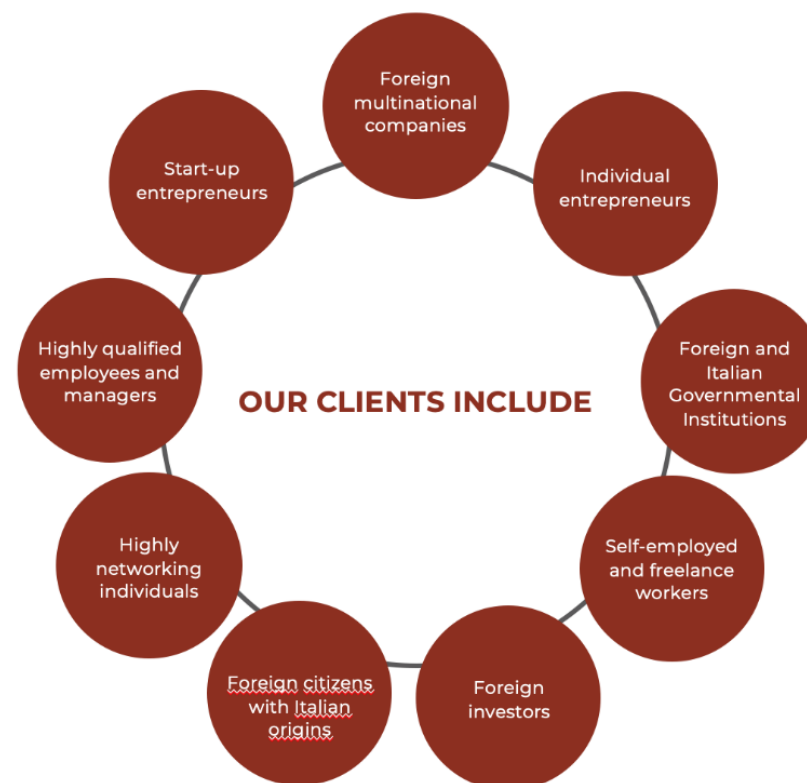 Foreign
multinational
companies
Individual
entrepreneurs
Foreign and
Italian
Governmental
Institutions
Self-employed
and freelance
workers
Foreign
investors
Foreign citizens
with Italian
origins
Highly
networking
individuals
Highly qualified
employees and
managers
Start-up
entrepreneurs
OUR CLIENTS INCLUDE